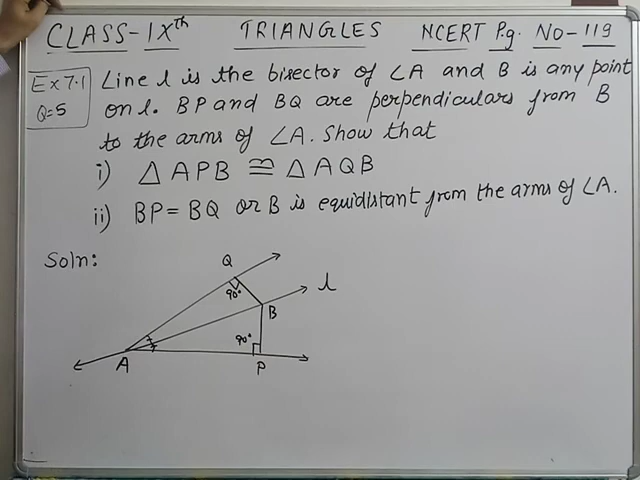 CLASS-IXth TRIANGLES NCERT Pg. NO-119
Ex 7.1 Line l is the bisector of ∠A and B is any point
Q=5 on l. BP and BQ are perpendiculars from B
to the arms of ∠A. Show that
i) △APB ≅ △AQB
ii) BP = BQ or B is equidistant from the arms of ∠A.
Soln:
Q
90°
l
B
90°
A
P